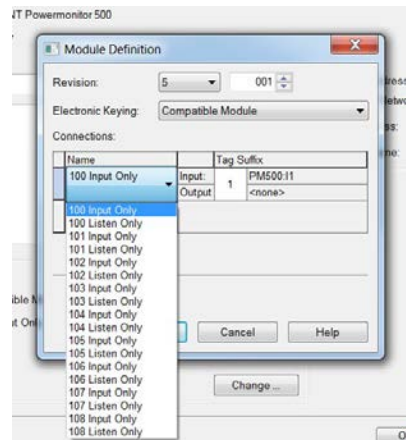 NT Powermonitor 500
Module Definition
Revision: 5 001
Electronic Keying: Compatible Module
Connections:
Name Tag Suffix
100 Input Only Input: 1 PM500:I1
Output <none>
100 Input Only
100 Listen Only
101 Input Only
101 Listen Only
102 Input Only
102 Listen Only
103 Input Only
103 Listen Only
104 Input Only
104 Listen Only
105 Input Only
105 Listen Only
106 Input Only
106 Listen Only
107 Input Only
107 Listen Only
108 Input Only
108 Listen Only
Cancel Help
Change ...